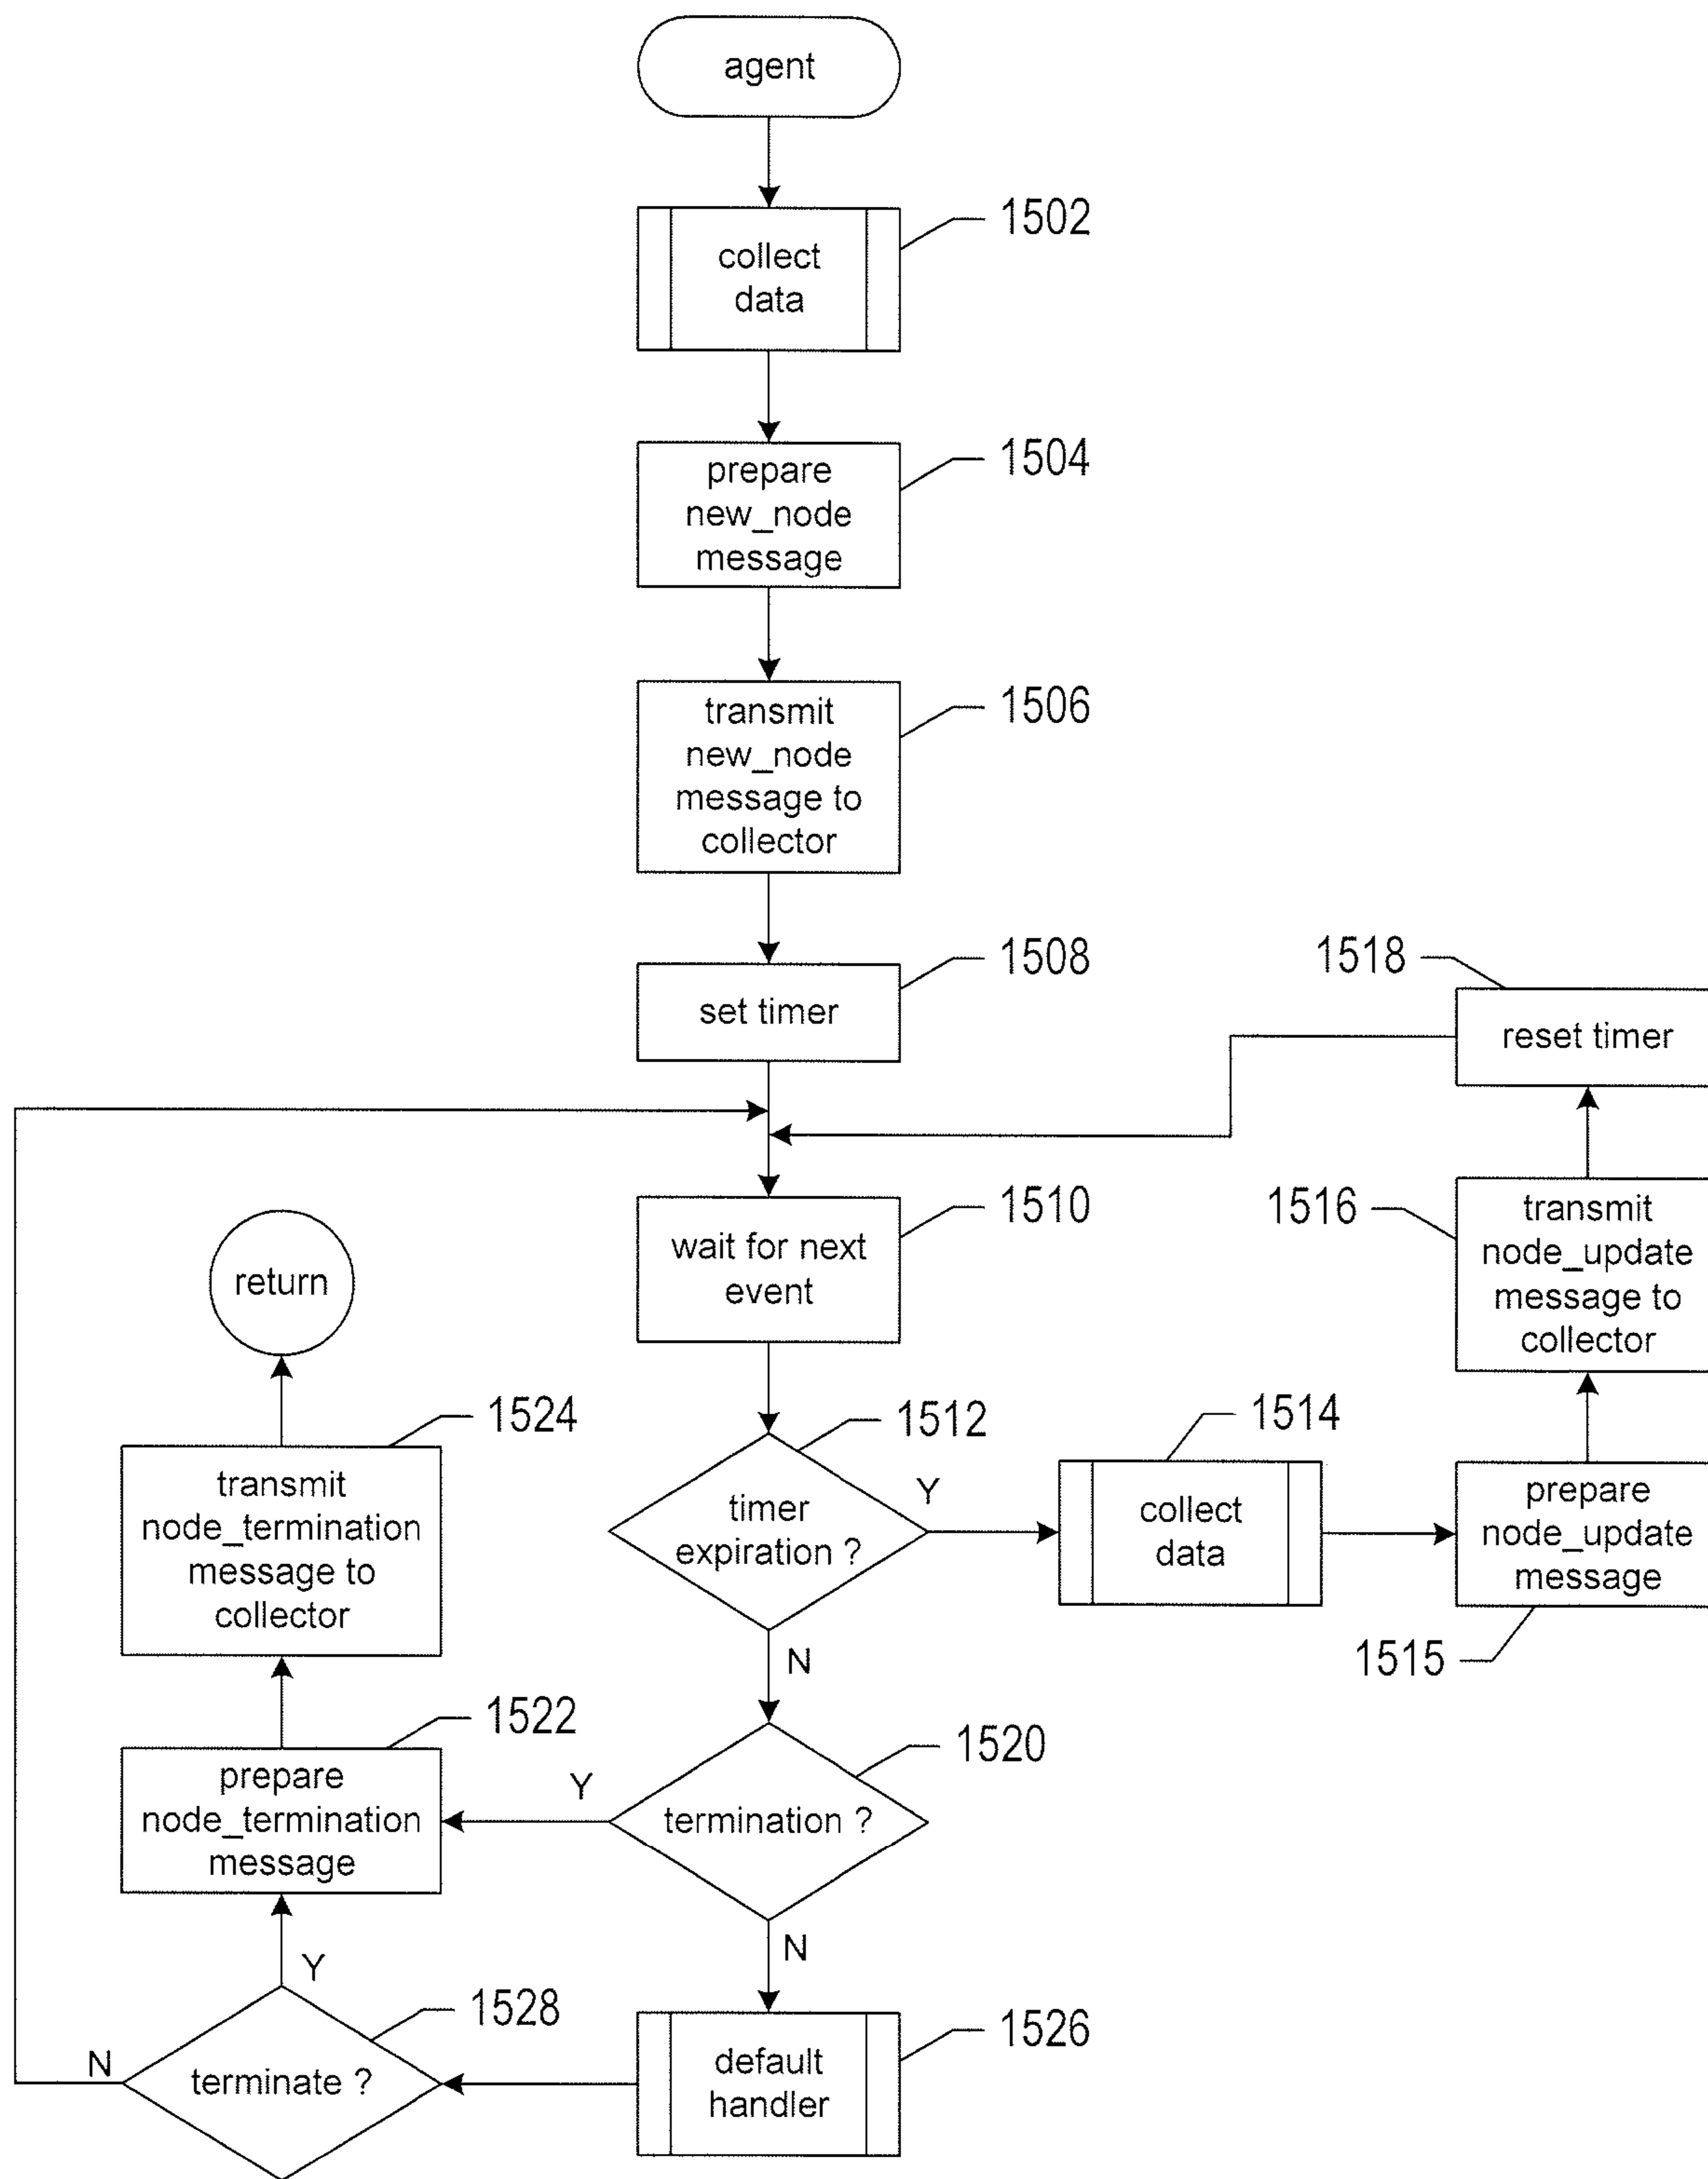 agent
1502
collect
data
1504
prepare
new_node
message
1506
transmit
new_node
message to
collector
1508
set timer
1518
reset timer
1510
wait for next
event
1516
transmit
node_update
message to
collector
return
1512
timer
expiration ?
Y
N
1514
collect
data
prepare
node_update
message
1515
1524
transmit
node_termination
message to
collector
1522
prepare
node_termination
message
1520
termination ?
Y
N
1526
default
handler
1528
terminate ?
Y
N